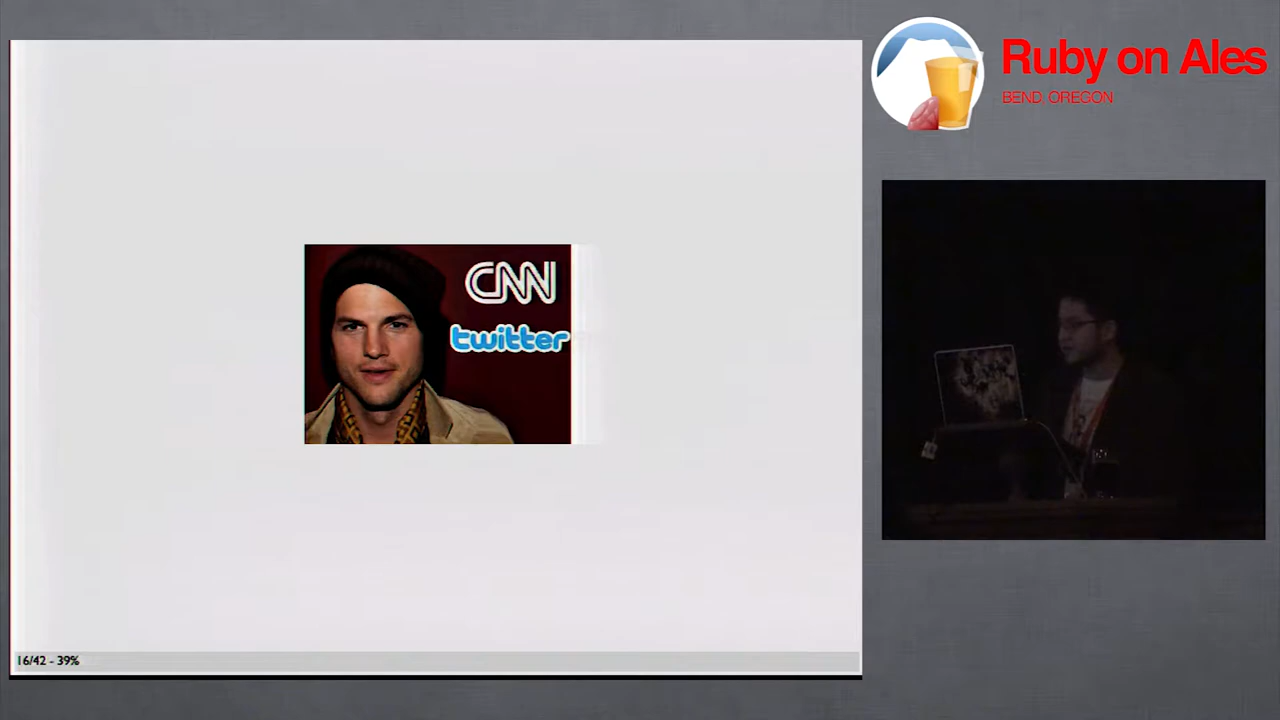 Ruby on Ales
BEND OREGON
CNN
twitter
16/42 - 39%